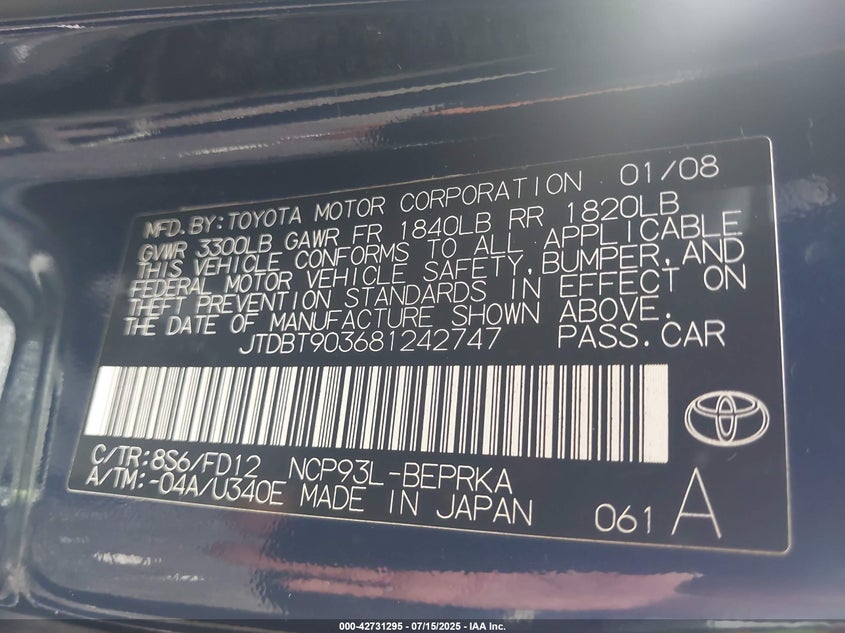 MFD. BY: TOYOTA MOTOR CORPORATION 01/08
GVWR 3300LB GAWR FR 1840LB RR 1820LB
THIS VEHICLE CONFORMS TO ALL APPLICABLE
FEDERAL MOTOR VEHICLE SAFETY, BUMPER, AND
THEFT PREVENTION STANDARDS IN EFFECT ON
THE DATE OF MANUFACTURE SHOWN ABOVE.
JTDBT903681242747 PASS. CAR
C/TR: 8S6/FD12 NCP93L-BEPRKA
A/TM: -04A/U340E MADE IN JAPAN
061 A
000-42731295 - 07/15/2025 - IAA Inc.